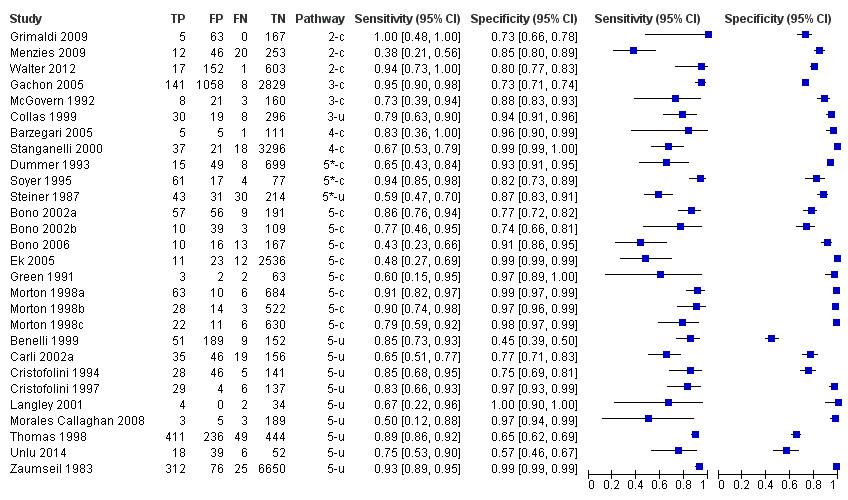 Study TP FP FN TN Pathway Sensitivity (95% CI) Specificity (95% CI) Sensitivity (95% CI) Specificity (95% CI)
Grimaldi 2009 5 63 0 167 2-c 1.00 [0.48, 1.00] 0.73 [0.66, 0.78]
Menzies 2009 12 46 20 253 2-c 0.38 [0.21, 0.56] 0.85 [0.80, 0.89]
Walter 2012 17 152 1 603 2-c 0.94 [0.73, 1.00] 0.80 [0.77, 0.83]
Gachon 2005 141 1058 8 2829 3-c 0.95 [0.90, 0.98] 0.73 [0.71, 0.74]
McGovern 1992 8 21 3 160 3-c 0.73 [0.39, 0.94] 0.88 [0.83, 0.93]
Collas 1999 30 19 8 296 3-u 0.79 [0.63, 0.90] 0.94 [0.91, 0.96]
Barzegari 2005 5 5 1 111 4-c 0.83 [0.36, 1.00] 0.96 [0.90, 0.99]
Stanganelli 2000 37 21 18 3296 4-c 0.67 [0.53, 0.79] 0.99 [0.99, 1.00]
Dummer 1993 15 49 8 699 5*-c 0.65 [0.43, 0.84] 0.93 [0.91, 0.95]
Soyer 1995 61 17 4 77 5*-c 0.94 [0.85, 0.98] 0.82 [0.73, 0.89]
Steiner 1987 43 31 30 214 5*-u 0.59 [0.47, 0.70] 0.87 [0.83, 0.91]
Bono 2002a 57 56 9 191 5-c 0.86 [0.76, 0.94] 0.77 [0.72, 0.82]
Bono 2002b 10 39 3 109 5-c 0.77 [0.46, 0.95] 0.74 [0.66, 0.81]
Bono 2006 10 16 13 167 5-c 0.43 [0.23, 0.66] 0.91 [0.86, 0.95]
Ek 2005 11 23 12 2536 5-c 0.48 [0.27, 0.69] 0.99 [0.99, 0.99]
Green 1991 3 2 2 63 5-c 0.60 [0.15, 0.95] 0.97 [0.89, 1.00]
Morton 1998a 63 10 6 684 5-c 0.91 [0.82, 0.97] 0.99 [0.97, 0.99]
Morton 1998b 28 14 3 522 5-c 0.90 [0.74, 0.98] 0.97 [0.96, 0.99]
Morton 1998c 22 11 6 630 5-c 0.79 [0.59, 0.92] 0.98 [0.97, 0.99]
Benelli 1999 51 189 9 152 5-u 0.85 [0.73, 0.93] 0.45 [0.39, 0.50]
Carli 2002a 35 46 19 156 5-u 0.65 [0.51, 0.77] 0.77 [0.71, 0.83]
Cristofolini 1994 28 46 5 141 5-u 0.85 [0.68, 0.95] 0.75 [0.69, 0.81]
Cristofolini 1997 29 4 6 137 5-u 0.83 [0.66, 0.93] 0.97 [0.93, 0.99]
Langley 2001 4 0 2 34 5-u 0.67 [0.22, 0.96] 1.00 [0.90, 1.00]
Morales Callaghan 2008 3 5 3 189 5-u 0.50 [0.12, 0.88] 0.97 [0.94, 0.99]
Thomas 1998 411 236 49 444 5-u 0.89 [0.86, 0.92] 0.65 [0.62, 0.69]
Unlu 2014 18 39 6 52 5-u 0.75 [0.53, 0.90] 0.57 [0.46, 0.67]
Zaumseil 1983 312 76 25 6650 5-u 0.93 [0.89, 0.95] 0.99 [0.99, 0.99]
0 0.2 0.4 0.6 0.8 1 0 0.2 0.4 0.6 0.8 1